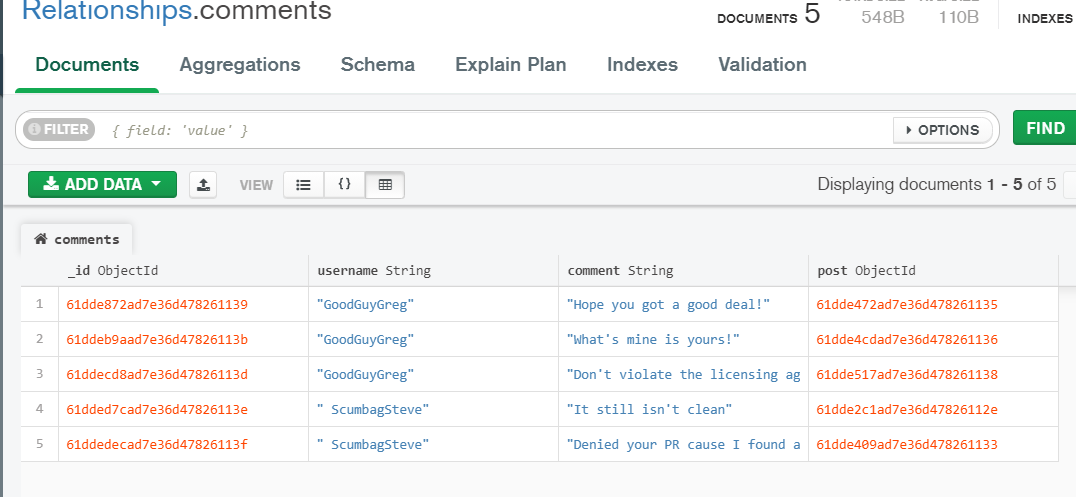 Relationships.comments
DOCUMENTS 5 548B 110B INDEXES
Documents Aggregations Schema Explain Plan Indexes Validation
FILTER { field: 'value' } OPTIONS FIND
ADD DATA VIEW {} Displaying documents 1 - 5 of 5
comments
_id ObjectId username String comment String post ObjectId
1 61dde872ad7e36d478261139 "GoodGuyGreg" "Hope you got a good deal!" 61dde472ad7e36d478261135
2 61ddeb9aad7e36d47826113b "GoodGuyGreg" "What's mine is yours!" 61dde4cdad7e36d478261136
3 61ddecd8ad7e36d47826113d "GoodGuyGreg" "Don't violate the licensing ag 61dde517ad7e36d478261138
4 61dded7cad7e36d47826113e " ScumbagSteve" "It still isn't clean" 61dde2c1ad7e36d47826112e
5 61ddedecad7e36d47826113f " ScumbagSteve" "Denied your PR cause I found a 61dde409ad7e36d478261133